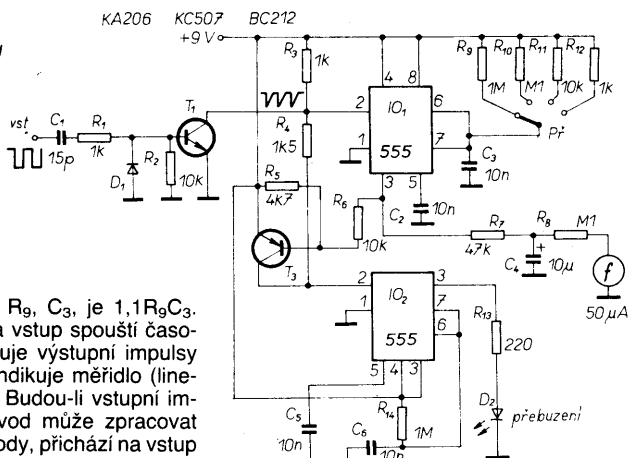 KA206 KC507 BC212
+9 V
R3
1k
R9
1M
R10
M1
R11
10k
R12
1k
Př
4 8
2 6
IO1
1 7
555
3 5
C3
10n
vst
C1
15p
R1
1k
D1
R2
10k
T1
R4
1k5
R5
4k7
R6
10k
C2
10n
R7
47k
R8
M1
C4
+
10µ
f
50µA
T3
2 3
IO2
1 7
555
6
5 4 3
R13
220
D2
přebuzení
C5
10n
R14
1M
C6
10n
R9, C3, je 1,1R9C3.
a vstup spouští časo-
uje výstupní impulsy
ndikuje měřidlo (line-
Budou-li vstupní im-
vod může zpracovat
ody, přichází na vstup